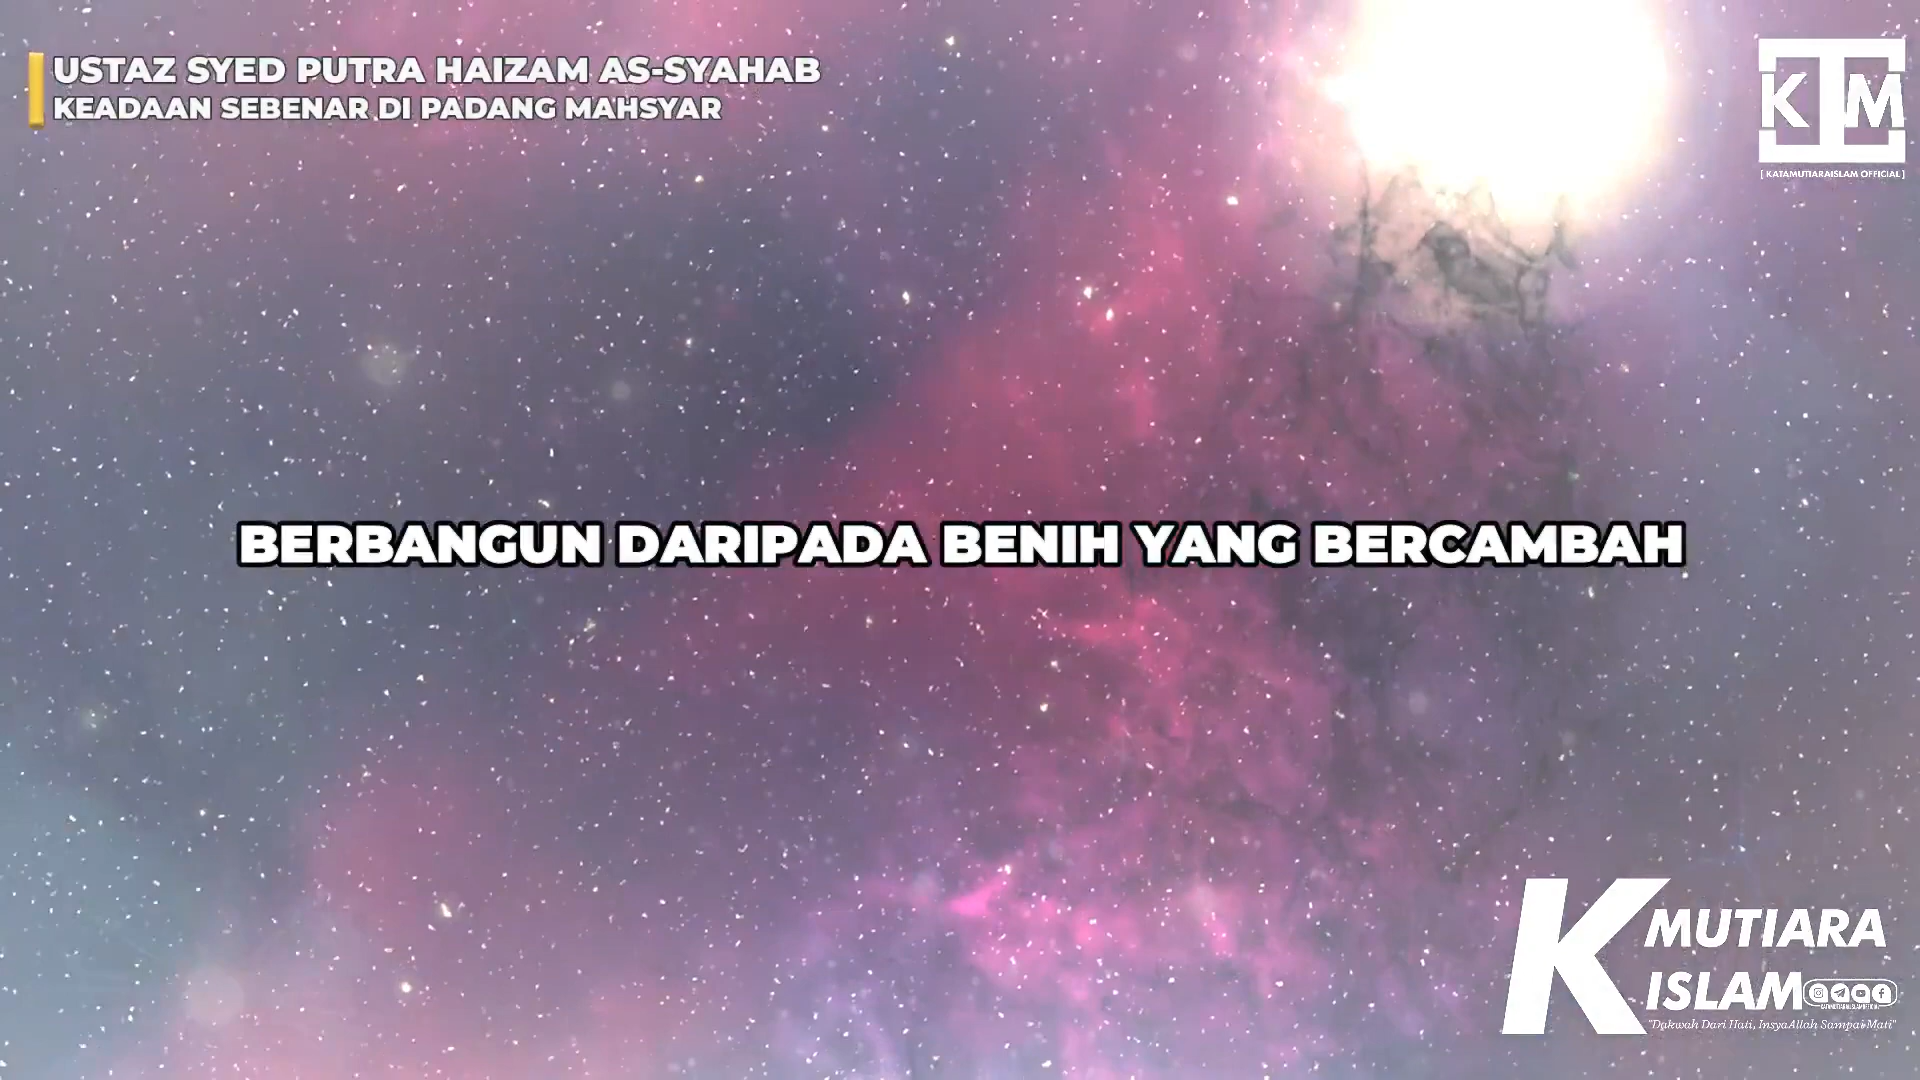 USTAZ SYED PUTRA HAIZAM AS-SYAHAB
KEADAAN SEBENAR DI PADANG MAHSYAR
KTM
[ KATAMUTIARAISLAM OFFICIAL ]
BERBANGUN DARIPADA BENIH YANG BERCAMBAH
K MUTIARA
ISLAM
"Dakwah Dari Hati, InsyaAllah Sampai Mati"